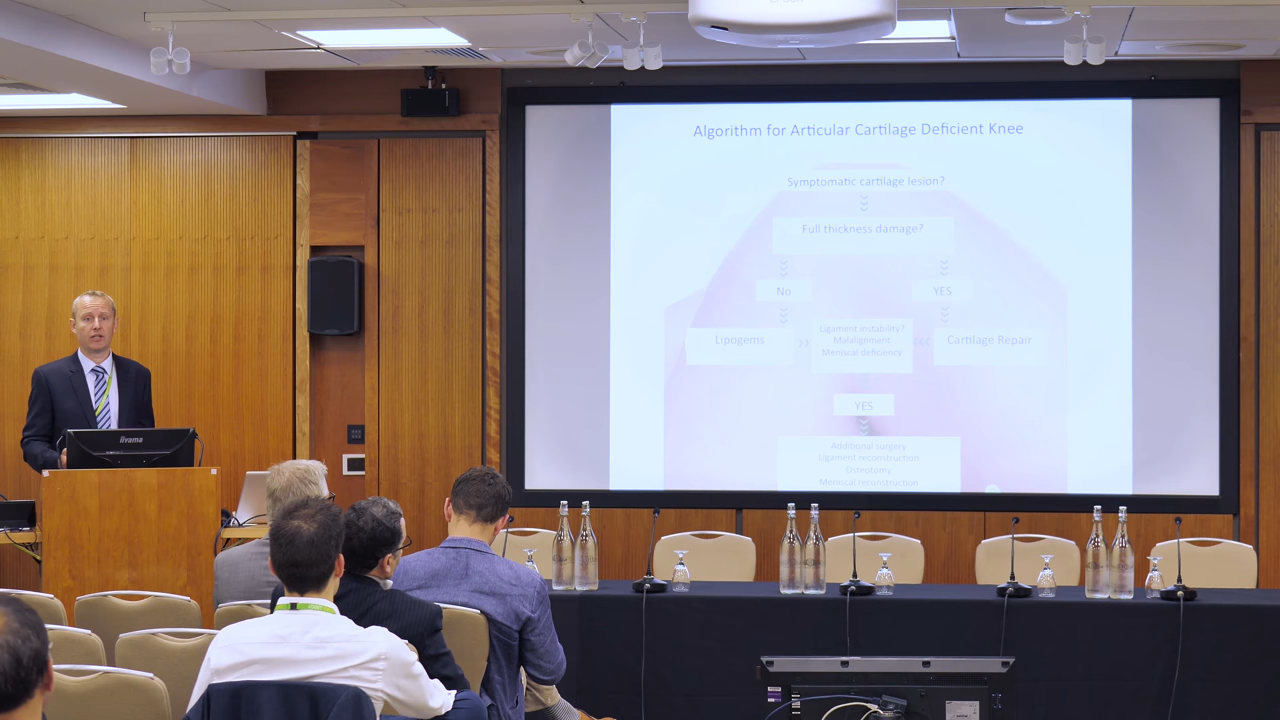 Algorithm for Articular Cartilage Deficient Knee
Symptomatic cartilage lesion?
Full thickness damage?
No
YES
Lipogems
Ligament instability?
Malalignment
Meniscal deficiency
Cartilage Repair
YES
Additional surgery
Ligament reconstruction
Osteotomy
Meniscal reconstruction
iiyama